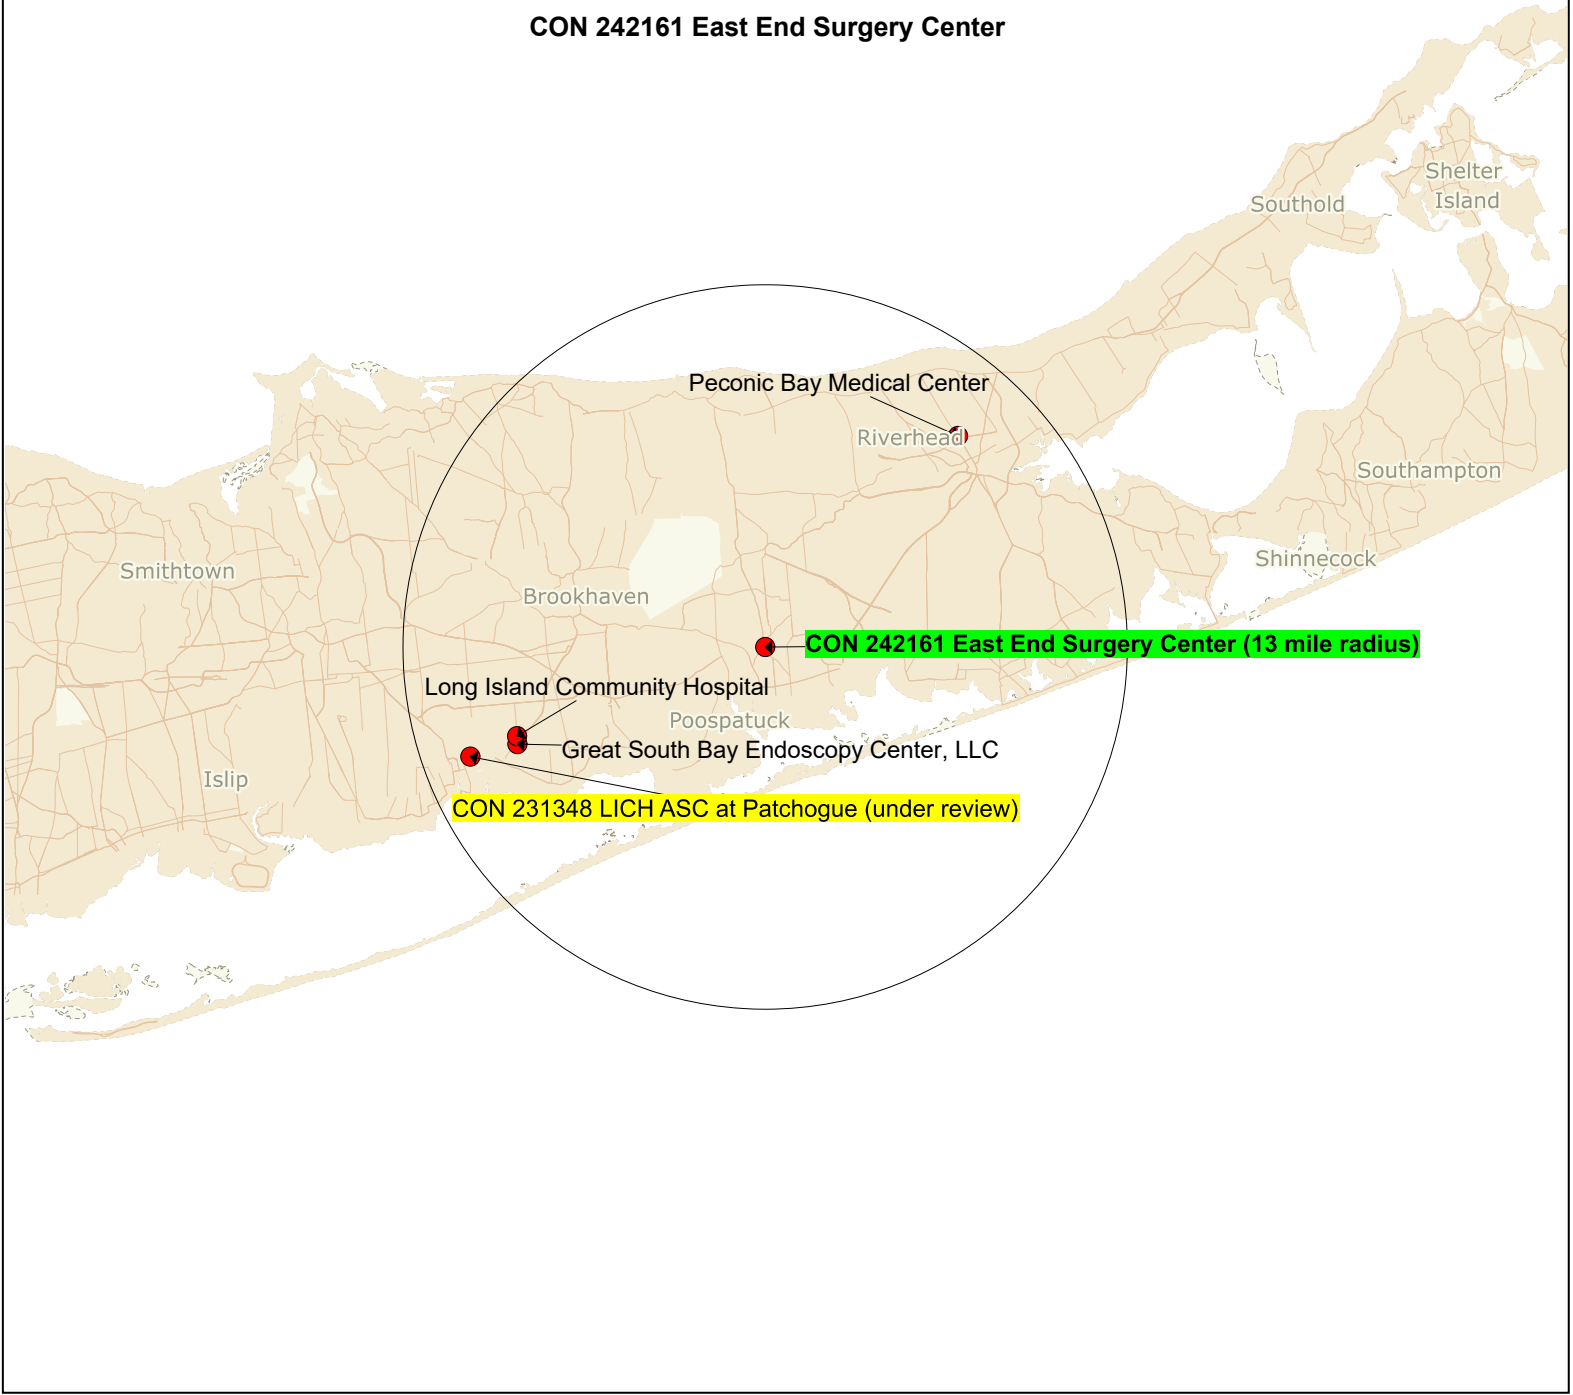 CON 242161 East End Surgery Center
Shelter
Island
Southold
Peconic Bay Medical Center
Riverhead
Southampton
Shinnecock
Smithtown
Brookhaven
CON 242161 East End Surgery Center (13 mile radius)
Long Island Community Hospital
Poospatuck
Great South Bay Endoscopy Center, LLC
Islip
CON 231348 LICH ASC at Patchogue (under review)